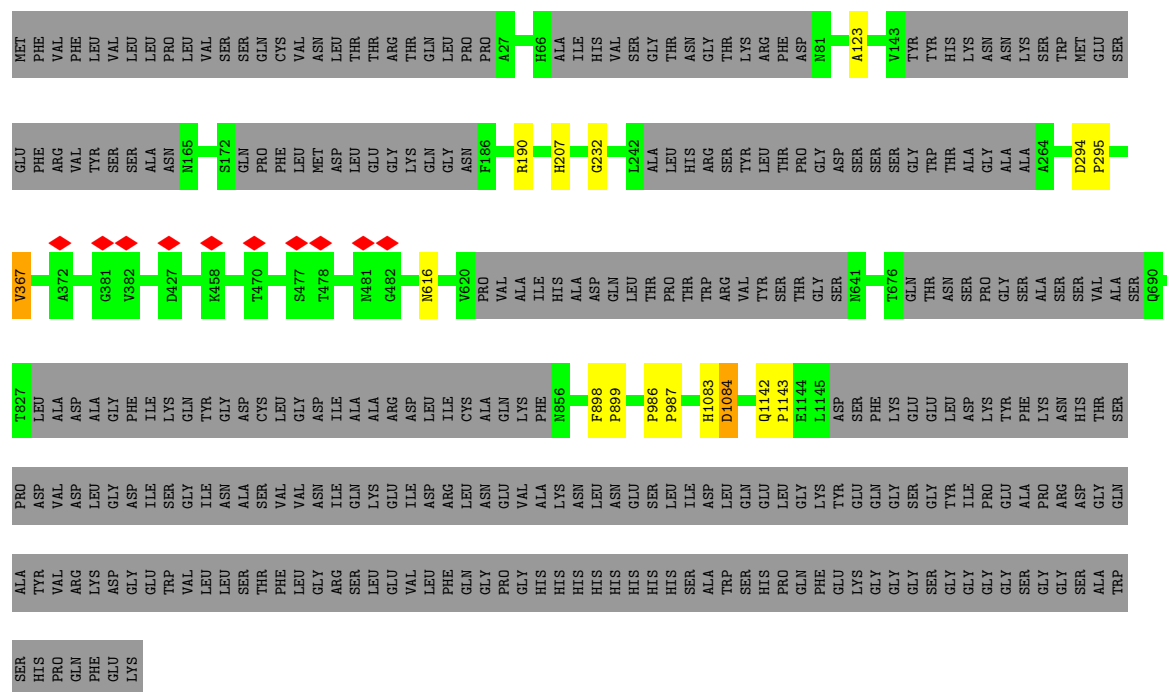 MET PHE VAL PHE LEU VAL LEU LEU PRO LEU VAL SER SER GLN CYS VAL ASN LEU THR THR ARG THR GLN LEU PRO PRO A27 H66 ALA ILE HIS VAL SER GLY THR ASN GLY THR LYS ARG PHE ASP N81 A123 V143 TYR TYR HIS LYS ASN ASN LYS SER TRP MET GLU SER
GLU PHE ARG VAL TYR SER SER ALA ASN N165 S172 GLN PRO PHE LEU MET ASP LEU GLU GLY LYS GLN GLY ASN F186 R190 H207 G232 L242 ALA LEU HIS ARG SER TYR LEU THR PRO GLY ASP SER SER SER GLY TRP THR ALA GLY ALA ALA A264 D294 P295
V367 A372 G381 V382 D427 K458 T470 S477 T478 N481 G482 N616 V620 PRO VAL ALA ILE HIS ALA ASP GLN LEU THR PRO THR TRP ARG VAL TYR SER THR GLY SER N641 T676 GLN THR ASN SER PRO GLY SER ALA SER SER VAL ALA SER Q690
T827 LEU ALA ASP ALA GLY PHE ILE LYS GLN TYR GLY ASP CYS LEU GLY ASP ILE ALA ALA ARG ASP LEU ILE CYS ALA GLN LYS PHE N856 F898 P899 P986 P987 H1083 D1084 Q1142 P1143 E1144 L1145 ASP SER PHE LYS GLU GLU LEU ASP LYS TYR PHE LYS ASN HIS THR SER
PRO ASP VAL ASP LEU GLY ASP ILE SER GLY ILE ASN ALA SER VAL VAL ASN ILE GLN LYS GLU ILE ASP ARG LEU ASN GLU VAL ALA LYS ASN LEU ASN GLU SER LEU ILE ASP LEU GLN GLU LEU GLY LYS TYR GLU GLN GLY SER GLY TYR ILE PRO GLU ALA PRO ARG ASP GLY GLN
ALA TYR VAL ARG LYS ASP GLY GLU TRP VAL LEU LEU SER THR PHE LEU GLY ARG SER LEU GLU VAL LEU PHE GLN GLY PRO GLY HIS HIS HIS HIS HIS HIS HIS HIS SER ALA TRP SER HIS PRO GLN PHE GLU LYS GLY GLY GLY SER GLY GLY GLY SER GLY GLY SER ALA TRP
SER HIS PRO GLN PHE GLU LYS